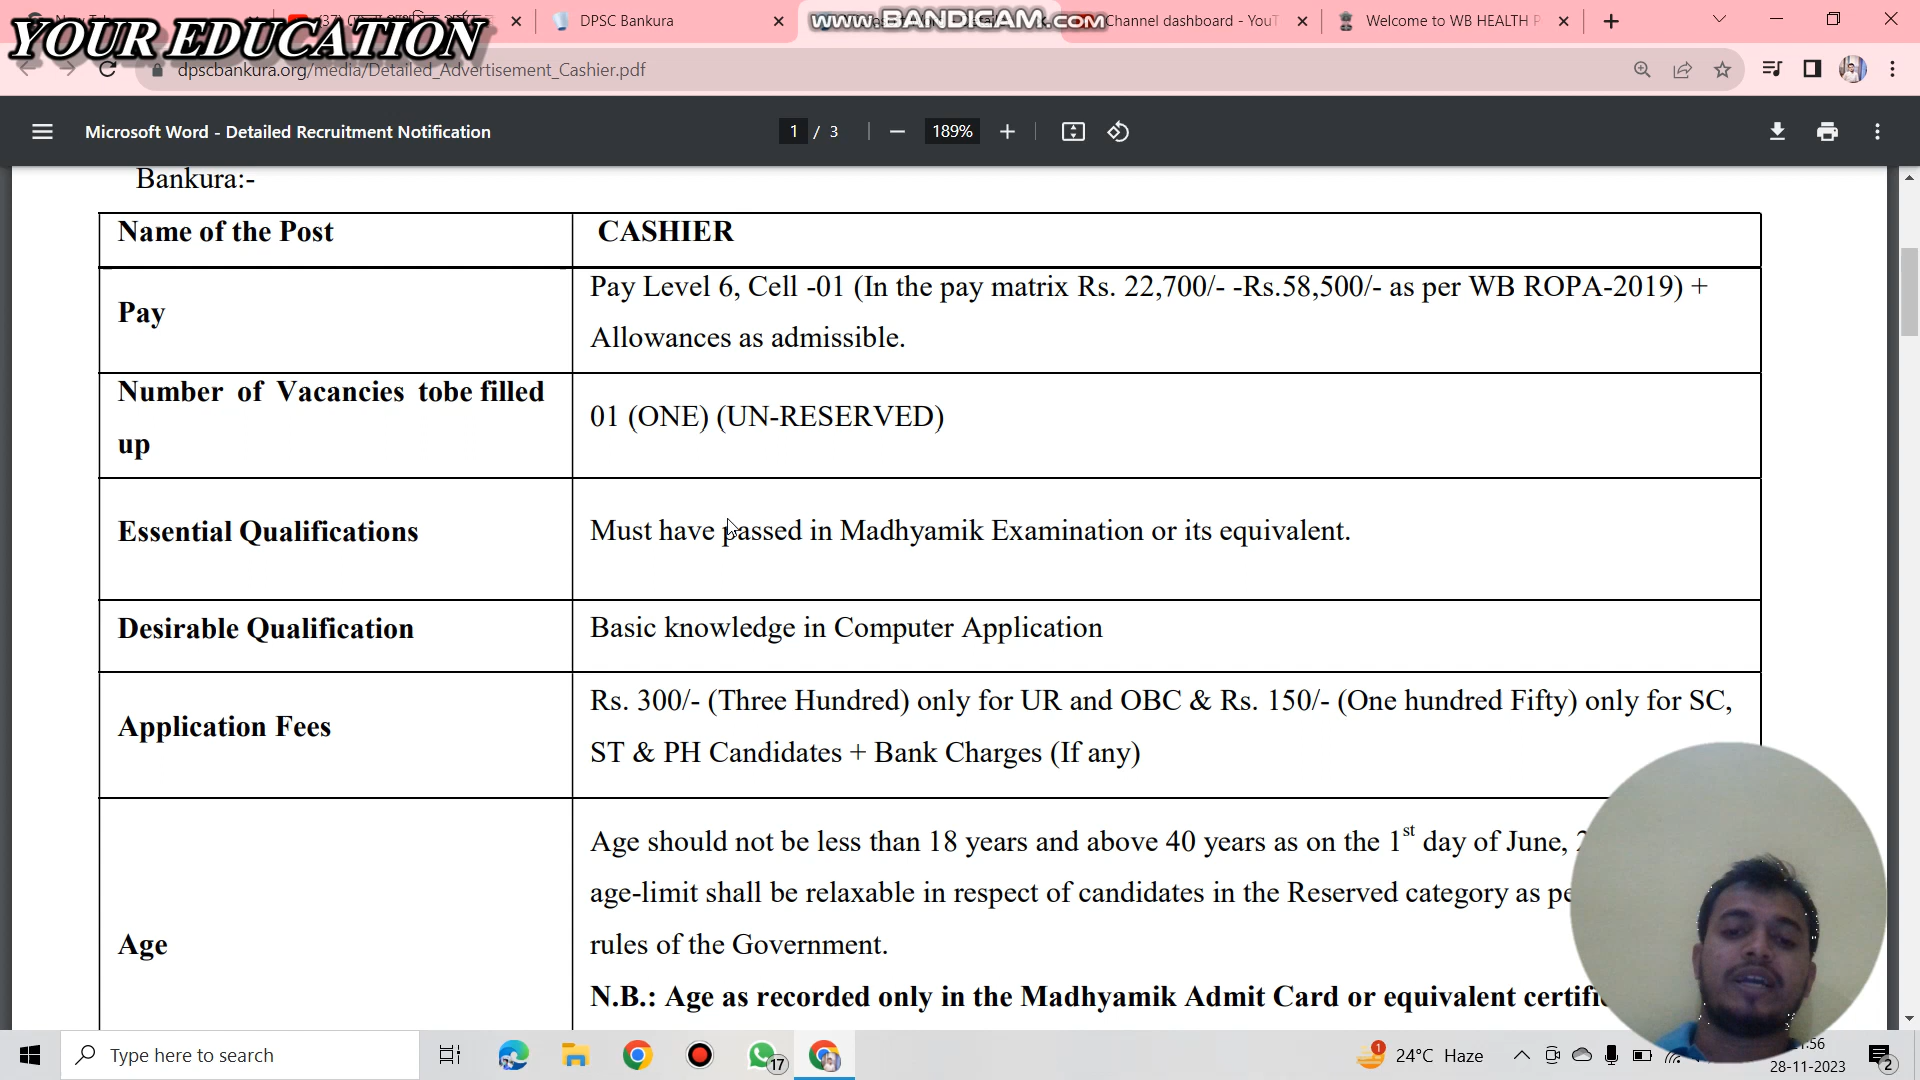 YOUR EDUCATION
www.BANDICAM.com
DPSC Bankura
Channel dashboard - YouT
Welcome to WB HEALTH P
dpscbankura.org/media/Detailed_Advertisement_Cashier.pdf
Microsoft Word - Detailed Recruitment Notification
1 / 3
189%
Bankura:-
Name of the Post
CASHIER
Pay
Pay Level 6, Cell -01 (In the pay matrix Rs. 22,700/- -Rs.58,500/- as per WB ROPA-2019) +
Allowances as admissible.
Number of Vacancies tobe filled
up
01 (ONE) (UN-RESERVED)
Essential Qualifications
Must have passed in Madhyamik Examination or its equivalent.
Desirable Qualification
Basic knowledge in Computer Application
Application Fees
Rs. 300/- (Three Hundred) only for UR and OBC & Rs. 150/- (One hundred Fifty) only for SC,
ST & PH Candidates + Bank Charges (If any)
Age
Age should not be less than 18 years and above 40 years as on the 1st day of June,
age-limit shall be relaxable in respect of candidates in the Reserved category as
rules of the Government.
N.B.: Age as recorded only in the Madhyamik Admit Card or equivalent
Type here to search
17
1
24°C Haze
28-11-2023
2